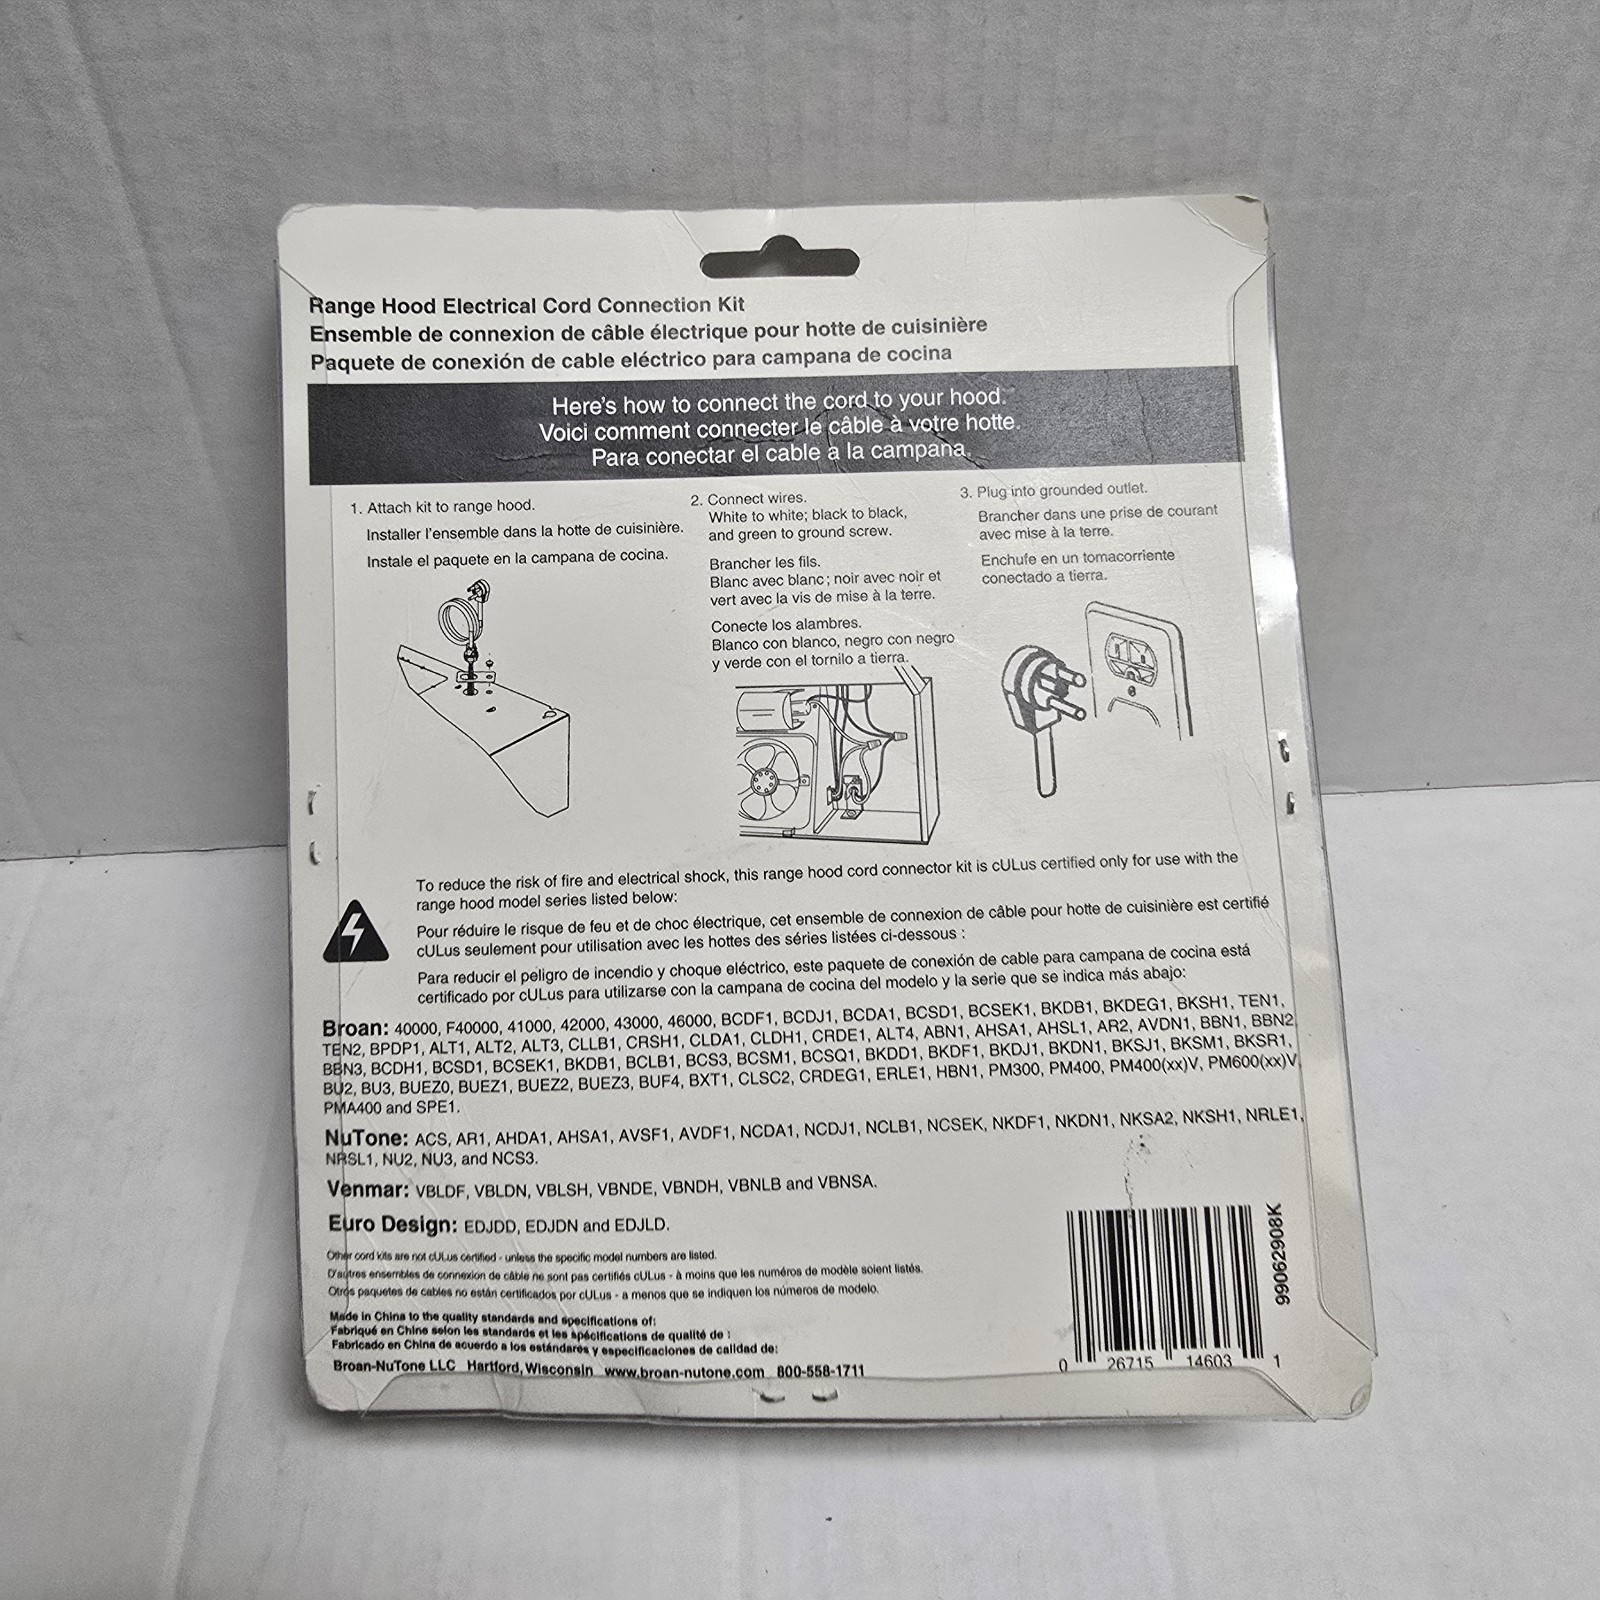 Range Hood Electrical Cord Connection Kit
Ensemble de connexion de câble électrique pour hotte de cuisinière
Paquete de conexión de cable eléctrico para campana de cocina
Here's how to connect the cord to your hood.
Voici comment connecter le câble à votre hotte.
Para conectar el cable a la campana.
1. Attach kit to range hood.
Installer l'ensemble dans la hotte de cuisinière.
Instale el paquete en la campana de cocina.
2. Connect wires.
White to white; black to black,
and green to ground screw.
Brancher les fils.
Blanc avec blanc; noir avec noir et
vert avec la vis de mise à la terre.
Conecte los alambres.
Blanco con blanco, negro con negro
y verde con el tornilo a tierra.
3. Plug into grounded outlet.
Brancher dans une prise de courant
avec mise à la terre.
Enchufe en un tomacorriente
conectado a tierra.
To reduce the risk of fire and electrical shock, this range hood cord connector kit is cULus certified only for use with the
range hood model series listed below:
Pour réduire le risque de feu et de choc électrique, cet ensemble de connexion de câble pour hotte de cuisinière est certifié
cULus seulement pour utilisation avec les hottes des séries listées ci-dessous :
Para reducir el peligro de incendio y choque eléctrico, este paquete de conexión de cable para campana de cocina está
certificado por cULus para utilizarse con la campana de cocina del modelo y la serie que se indica más abajo:
Broan: 40000, F40000, 41000, 42000, 43000, 46000, BCDF1, BCDJ1, BCDA1, BCSD1, BCSEK1, BKDB1, BKDEG1, BKSH1, TEN1,
TEN2, BPDP1, ALT1, ALT2, ALT3, CLLB1, CRSH1, CLDA1, CLDH1, CRDE1, ALT4, ABN1, AHSA1, AHSL1, AR2, AVDN1, BBN1, BBN2,
BBN3, BCDH1, BCSD1, BCSEK1, BKDB1, BCLB1, BCS3, BCSM1, BCSQ1, BKDD1, BKDF1, BKDJ1, BKDN1, BKSJ1, BKSM1, BKSR1,
BU2, BU3, BUEZ0, BUEZ1, BUEZ2, BUEZ3, BUF4, BXT1, CLSC2, CRDEG1, ERLE1, HBN1, PM300, PM400, PM400(xx)V, PM600(xx)V,
PMA400 and SPE1.
NuTone: ACS, AR1, AHDA1, AHSA1, AVSF1, AVDF1, NCDA1, NCDJ1, NCLB1, NCSEK, NKDF1, NKDN1, NKSA2, NKSH1, NRLE1,
NRSL1, NU2, NU3, and NCS3.
Venmar: VBLDF, VBLDN, VBLSH, VBNDE, VBNDH, VBNLB and VBNSA.
Euro Design: EDJDD, EDJDN and EDJLD.
Other cord kits are not cULus certified - unless the specific model numbers are listed.
D'autres ensembles de connexion de câble ne sont pas certifiés cULus - à moins que les numéros de modèle soient listés.
Otros paquetes de cables no están certificados por cULus - a menos que se indiquen los números de modelo.
Made in China to the quality standards and specifications of:
Fabriqué en Chine selon les standards et les spécifications de qualité de :
Fabricado en China de acuerdo a los estándares y especificaciones de calidad de:
Broan-NuTone LLC Hartford, Wisconsin www.broan-nutone.com 800-558-1711
0 26715 14603 1
99062908K